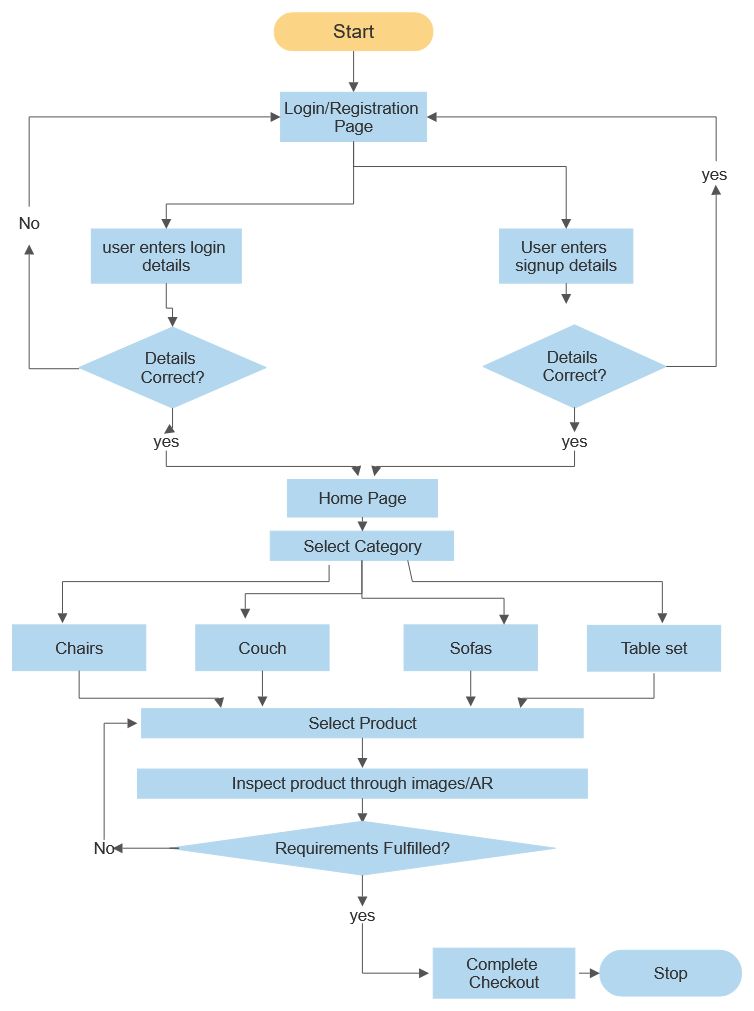 Start
Login/Registration
Page
yes
No
user enters login
details
User enters
signup details
Details
Correct?
Details
Correct?
yes
yes
Home Page
Select Category
Chairs
Couch
Sofas
Table set
Select Product
Inspect product through images/AR
No
Requirements Fulfilled?
yes
Complete
Checkout
Stop